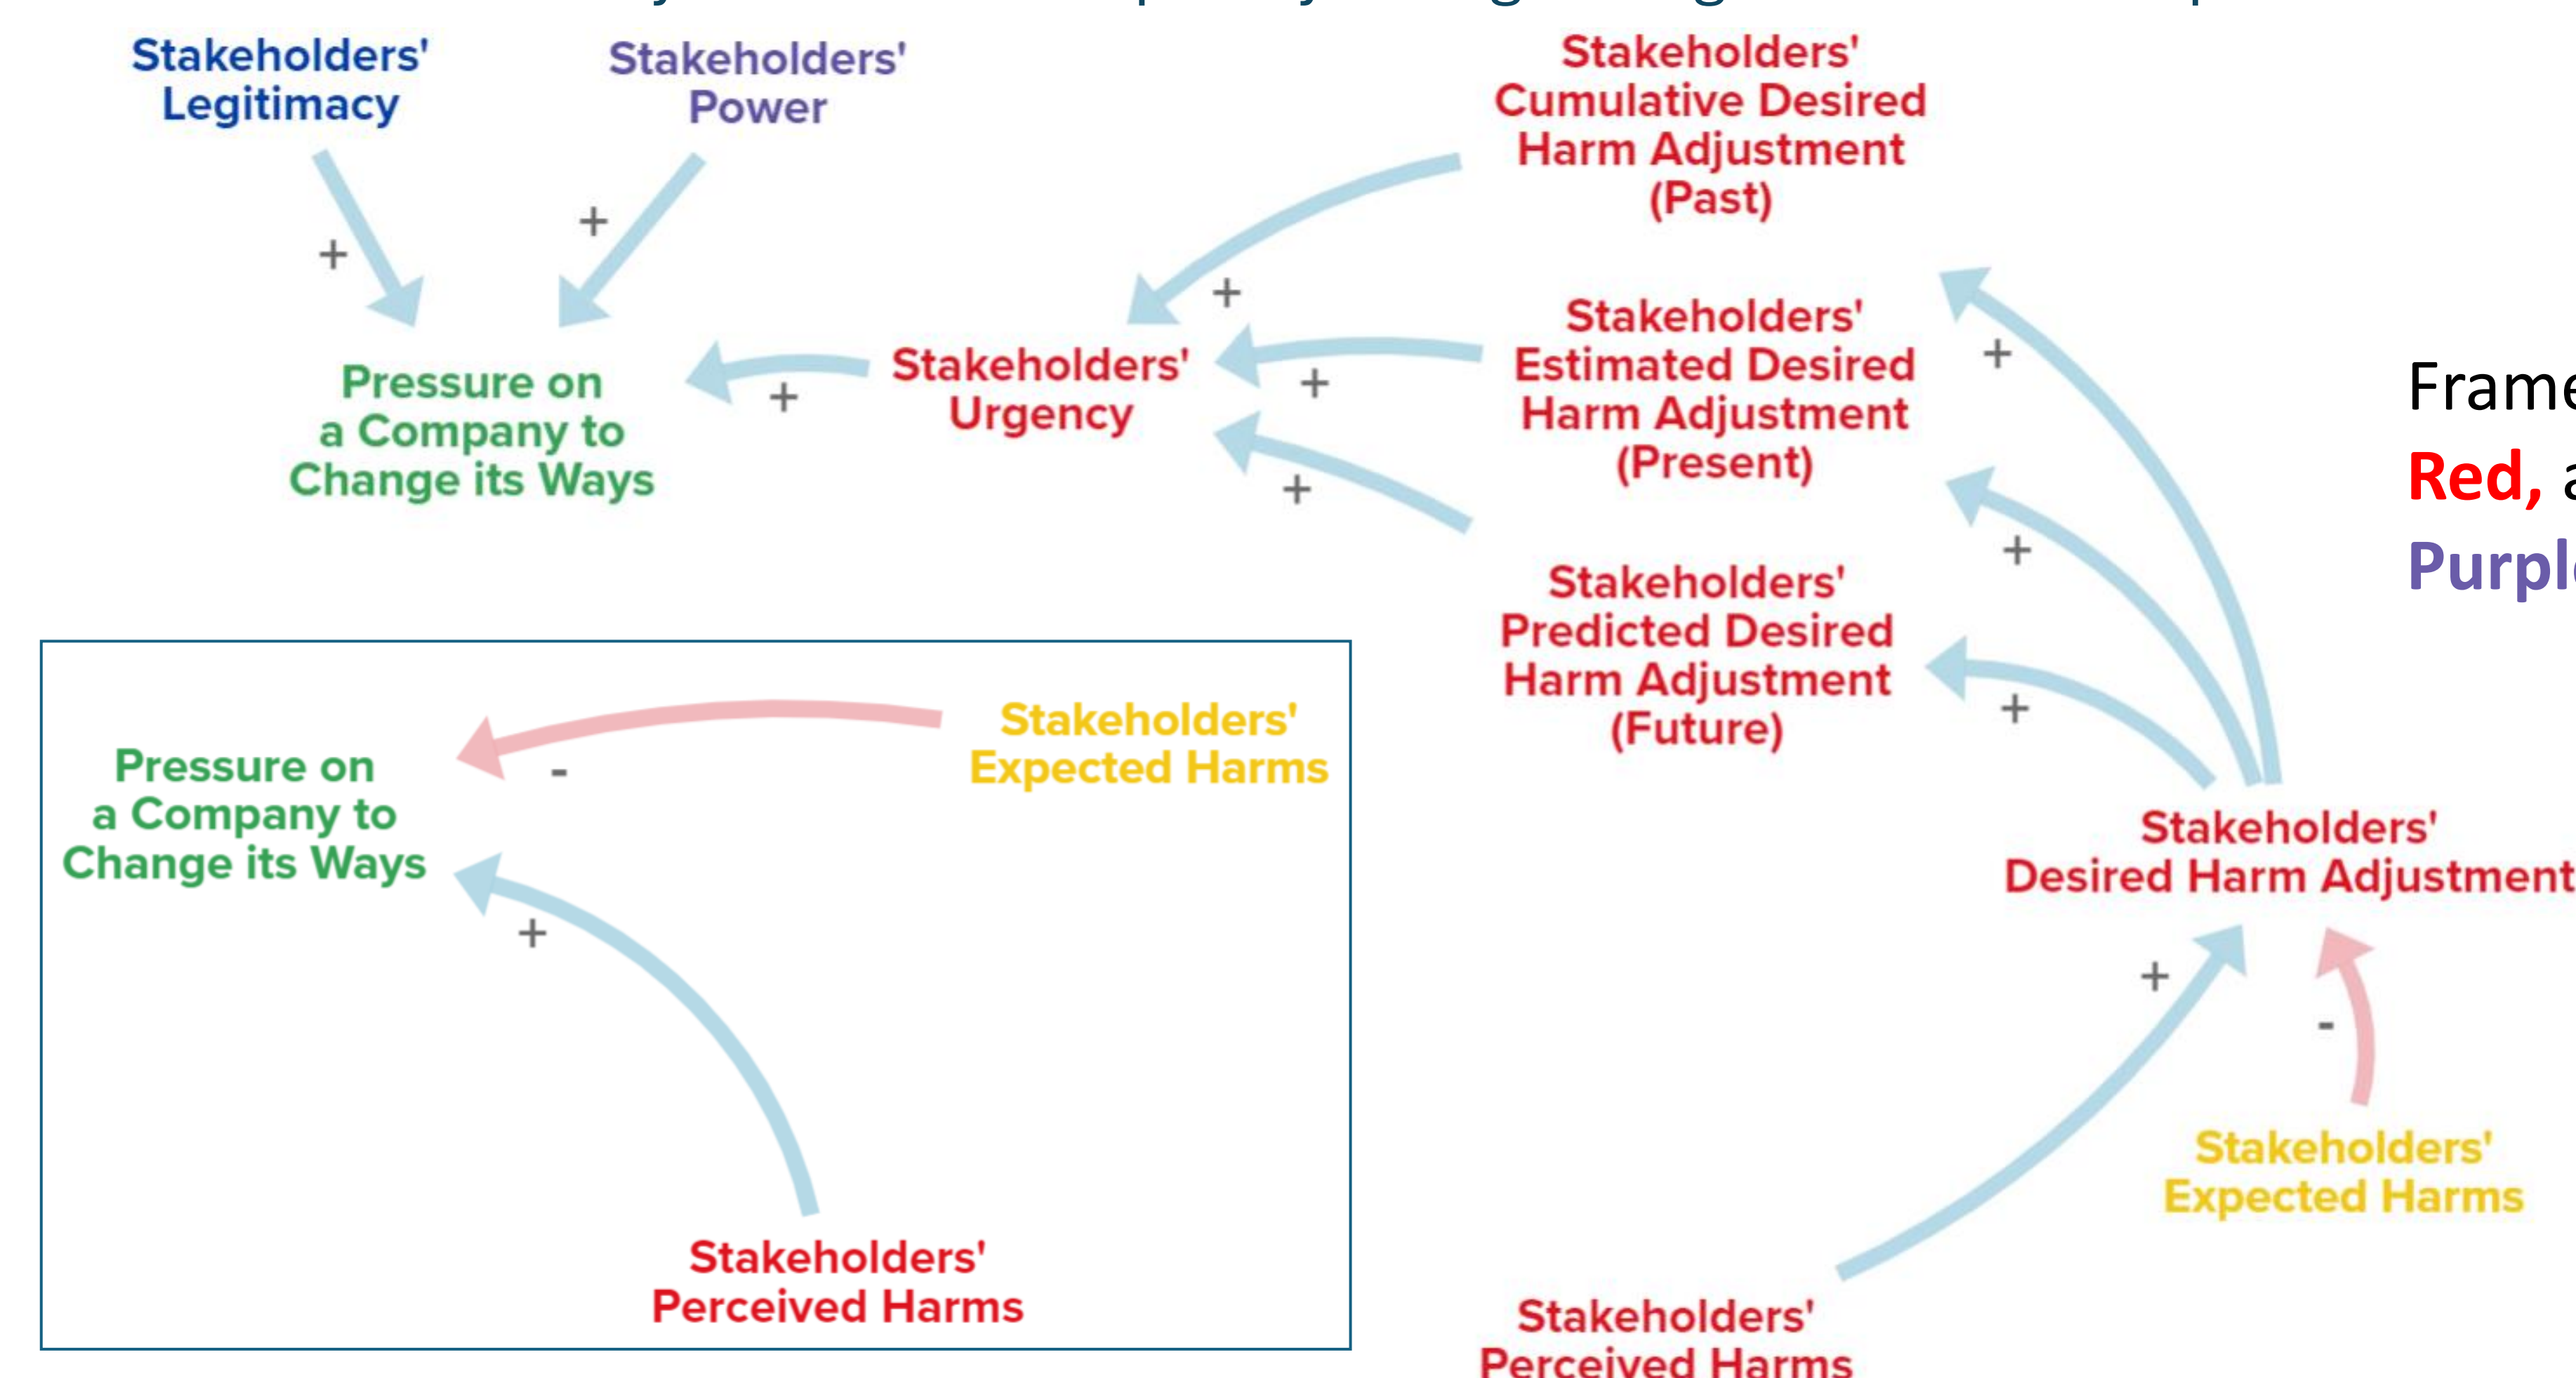 Stakeholders'
Legitimacy
Stakeholders'
Power
Stakeholders'
Cumulative Desired
Harm Adjustment
(Past)
+
+
+
Stakeholders'
Estimated Desired
Harm Adjustment
(Present)
+
Stakeholders'
Urgency
+
+
Pressure on
a Company to
Change its Ways
+
+
Red,
Stakeholders'
Predicted Desired
Harm Adjustment
(Future)
+
Stakeholders'
Desired Harm Adjustment
+
-
Stakeholders'
Expected Harms
Stakeholders'
Perceived Harms
Stakeholders'
Expected Harms
-
Pressure on
a Company to
Change its Ways
+
Stakeholders'
Perceived Harms